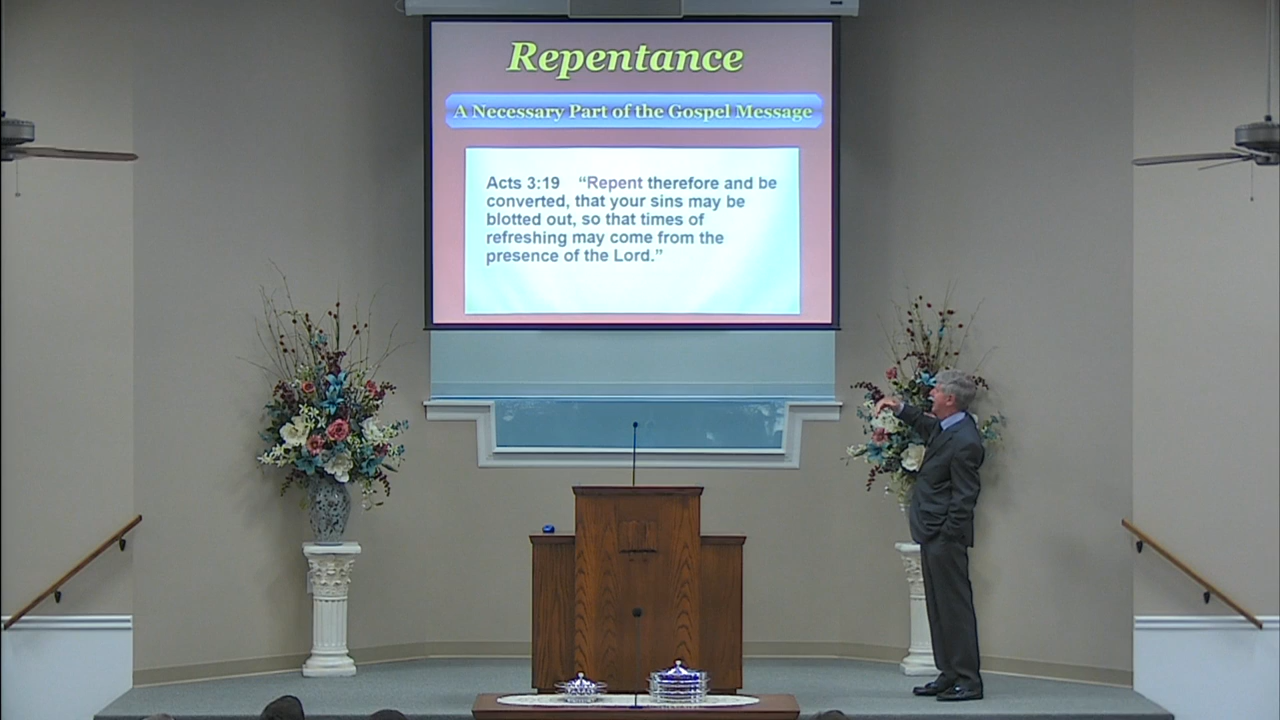 Repentance
A Necessary Part of the Gospel Message
Acts 3:19 “Repent therefore and be
converted, that your sins may be
blotted out, so that times of
refreshing may come from the
presence of the Lord.”